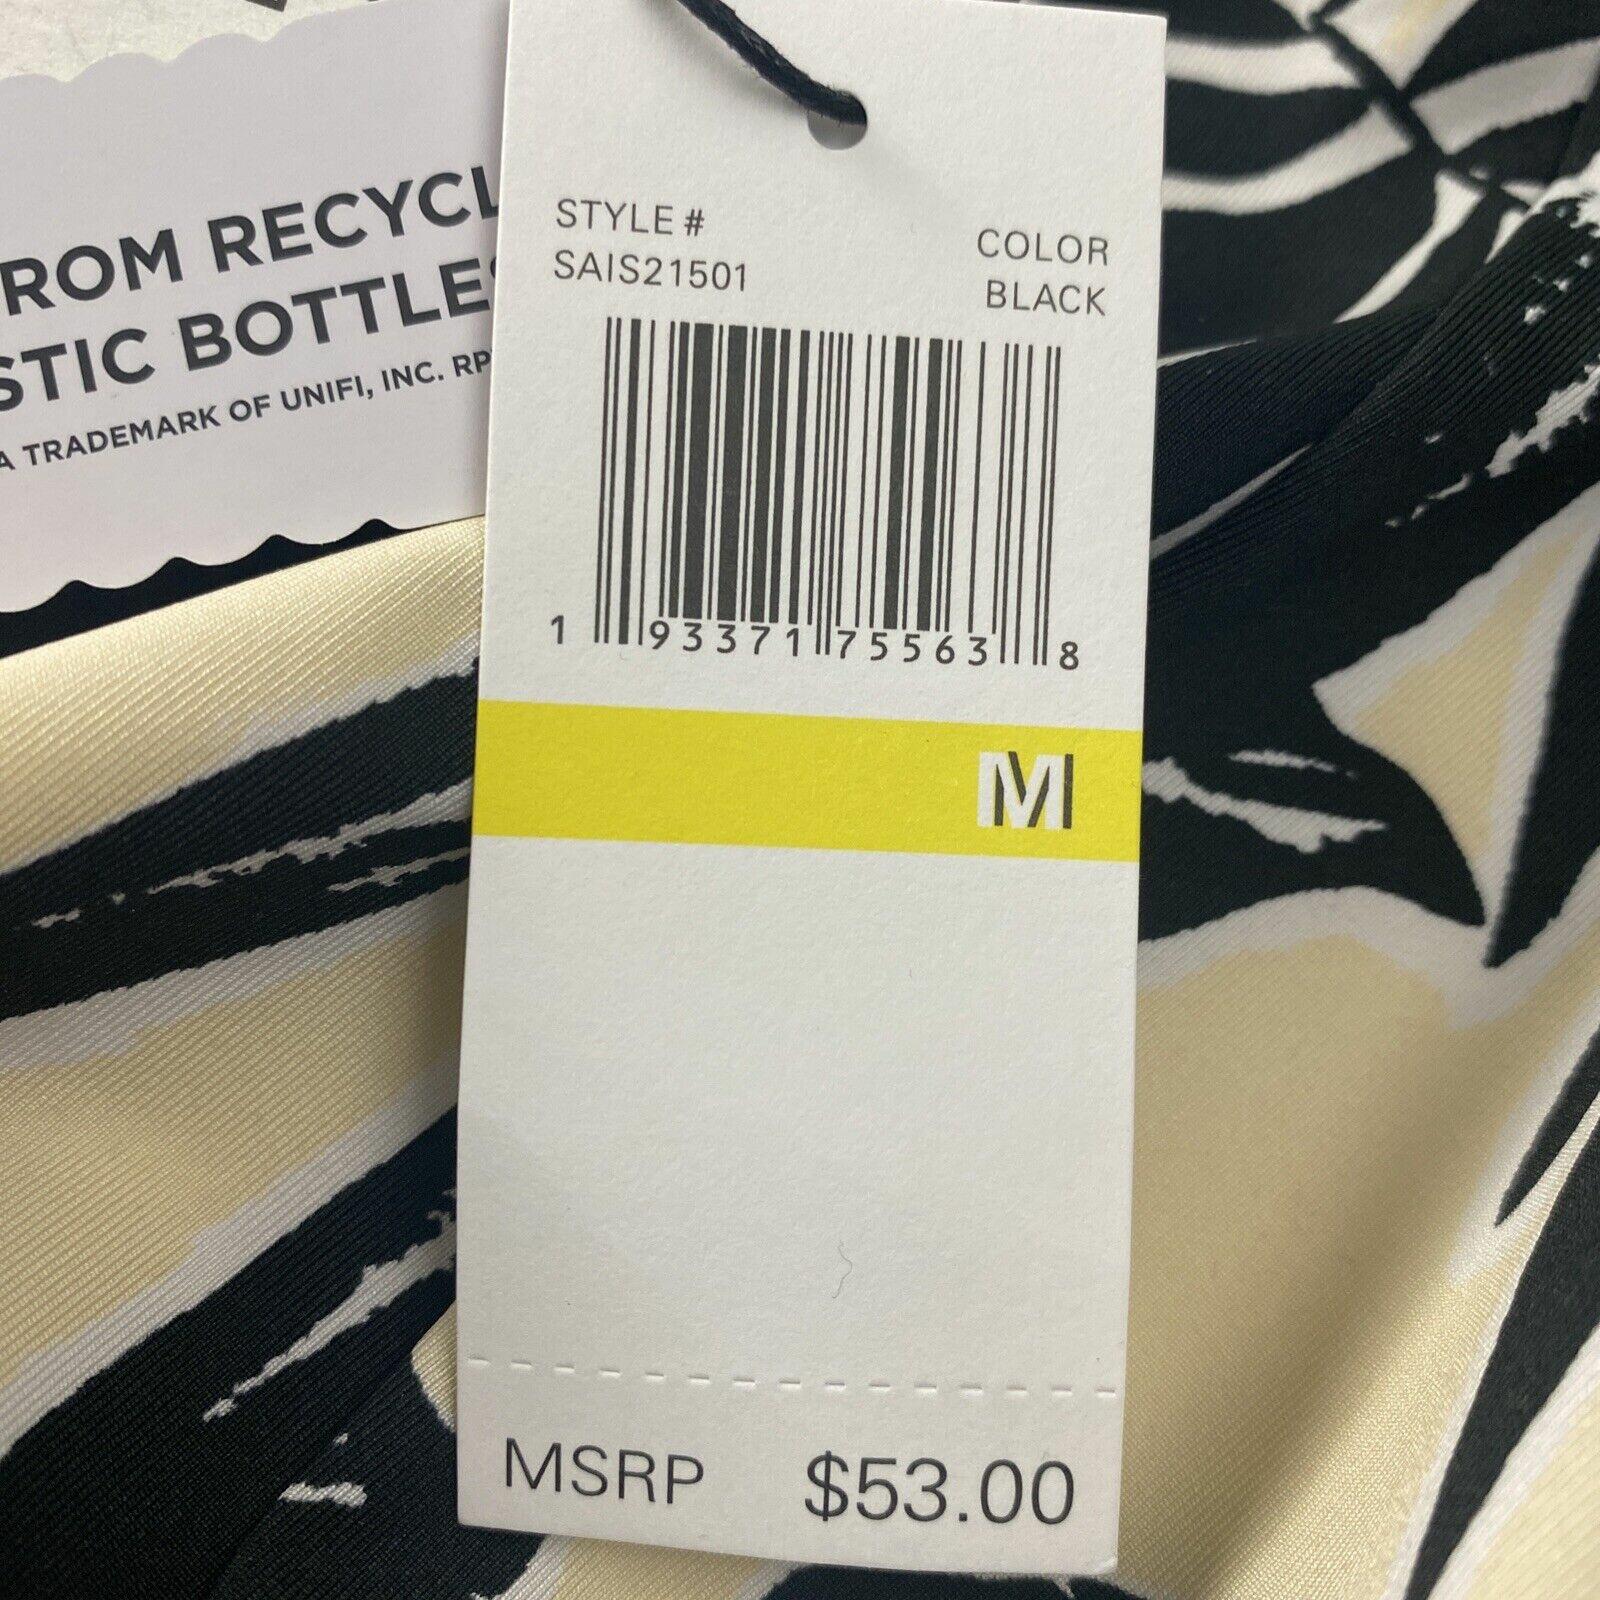 ROM RECYCL
STIC BOTTLES
A TRADEMARK OF UNIFI, INC.
STYLE #
SAIS21501
COLOR
BLACK
1 93371 75563 8
M
MSRP $53.00